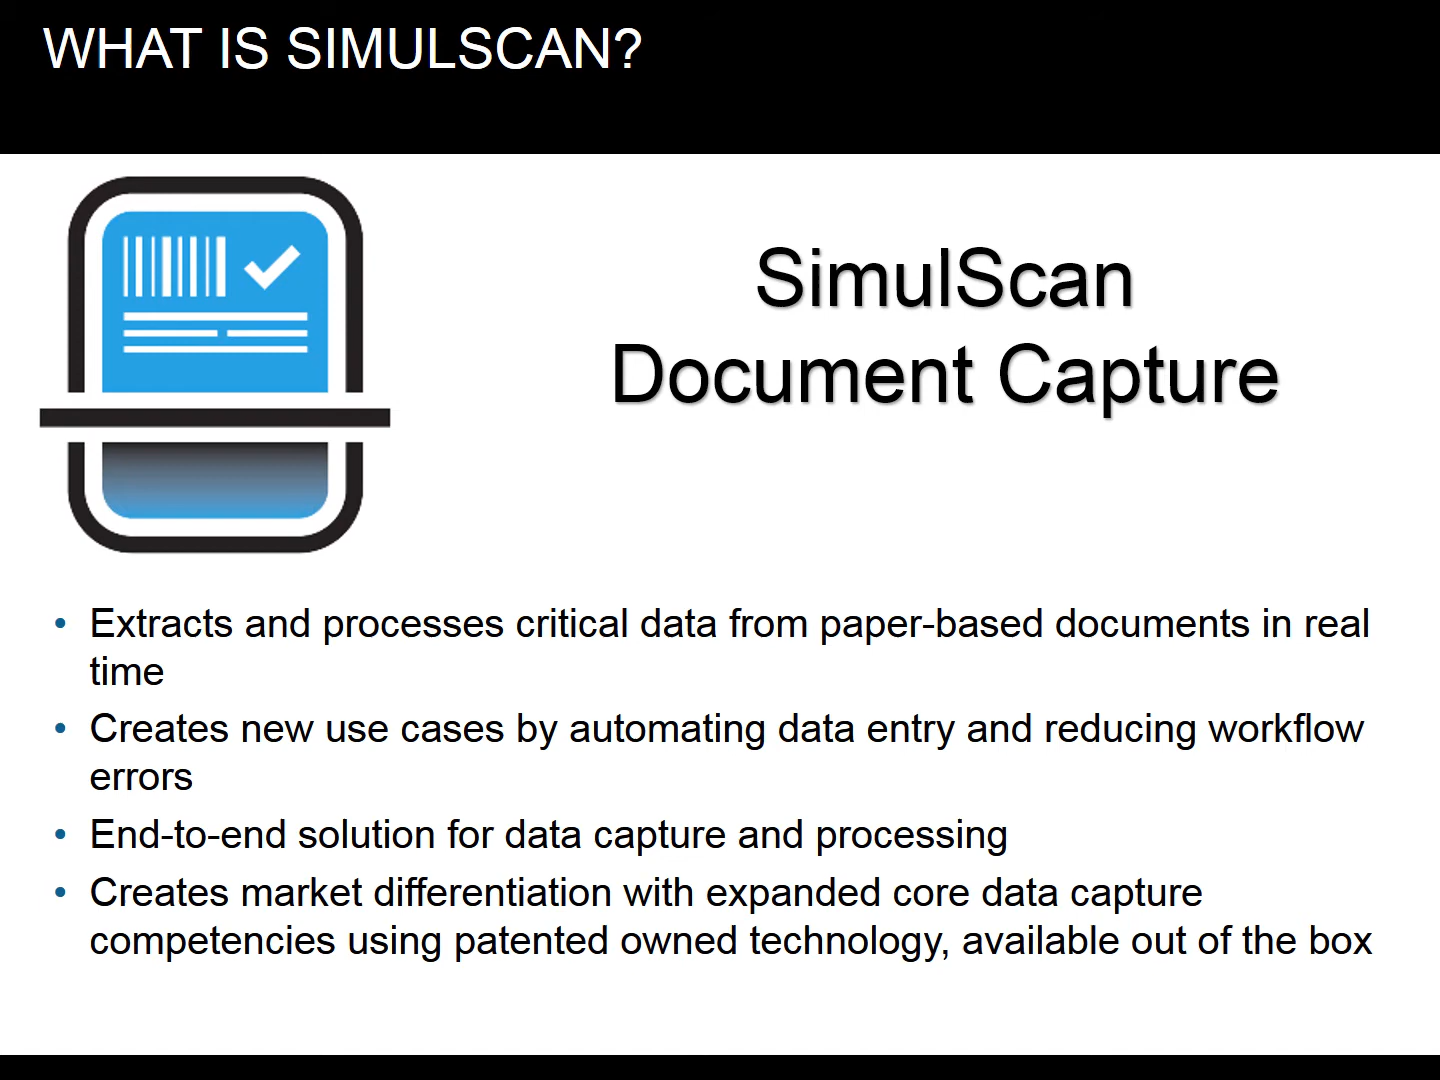 WHAT IS SIMULSCAN?
SimulScan
Document Capture
• Extracts and processes critical data from paper-based documents in real
time
• Creates new use cases by automating data entry and reducing workflow
errors
• End-to-end solution for data capture and processing
• Creates market differentiation with expanded core data capture
competencies using patented owned technology, available out of the box